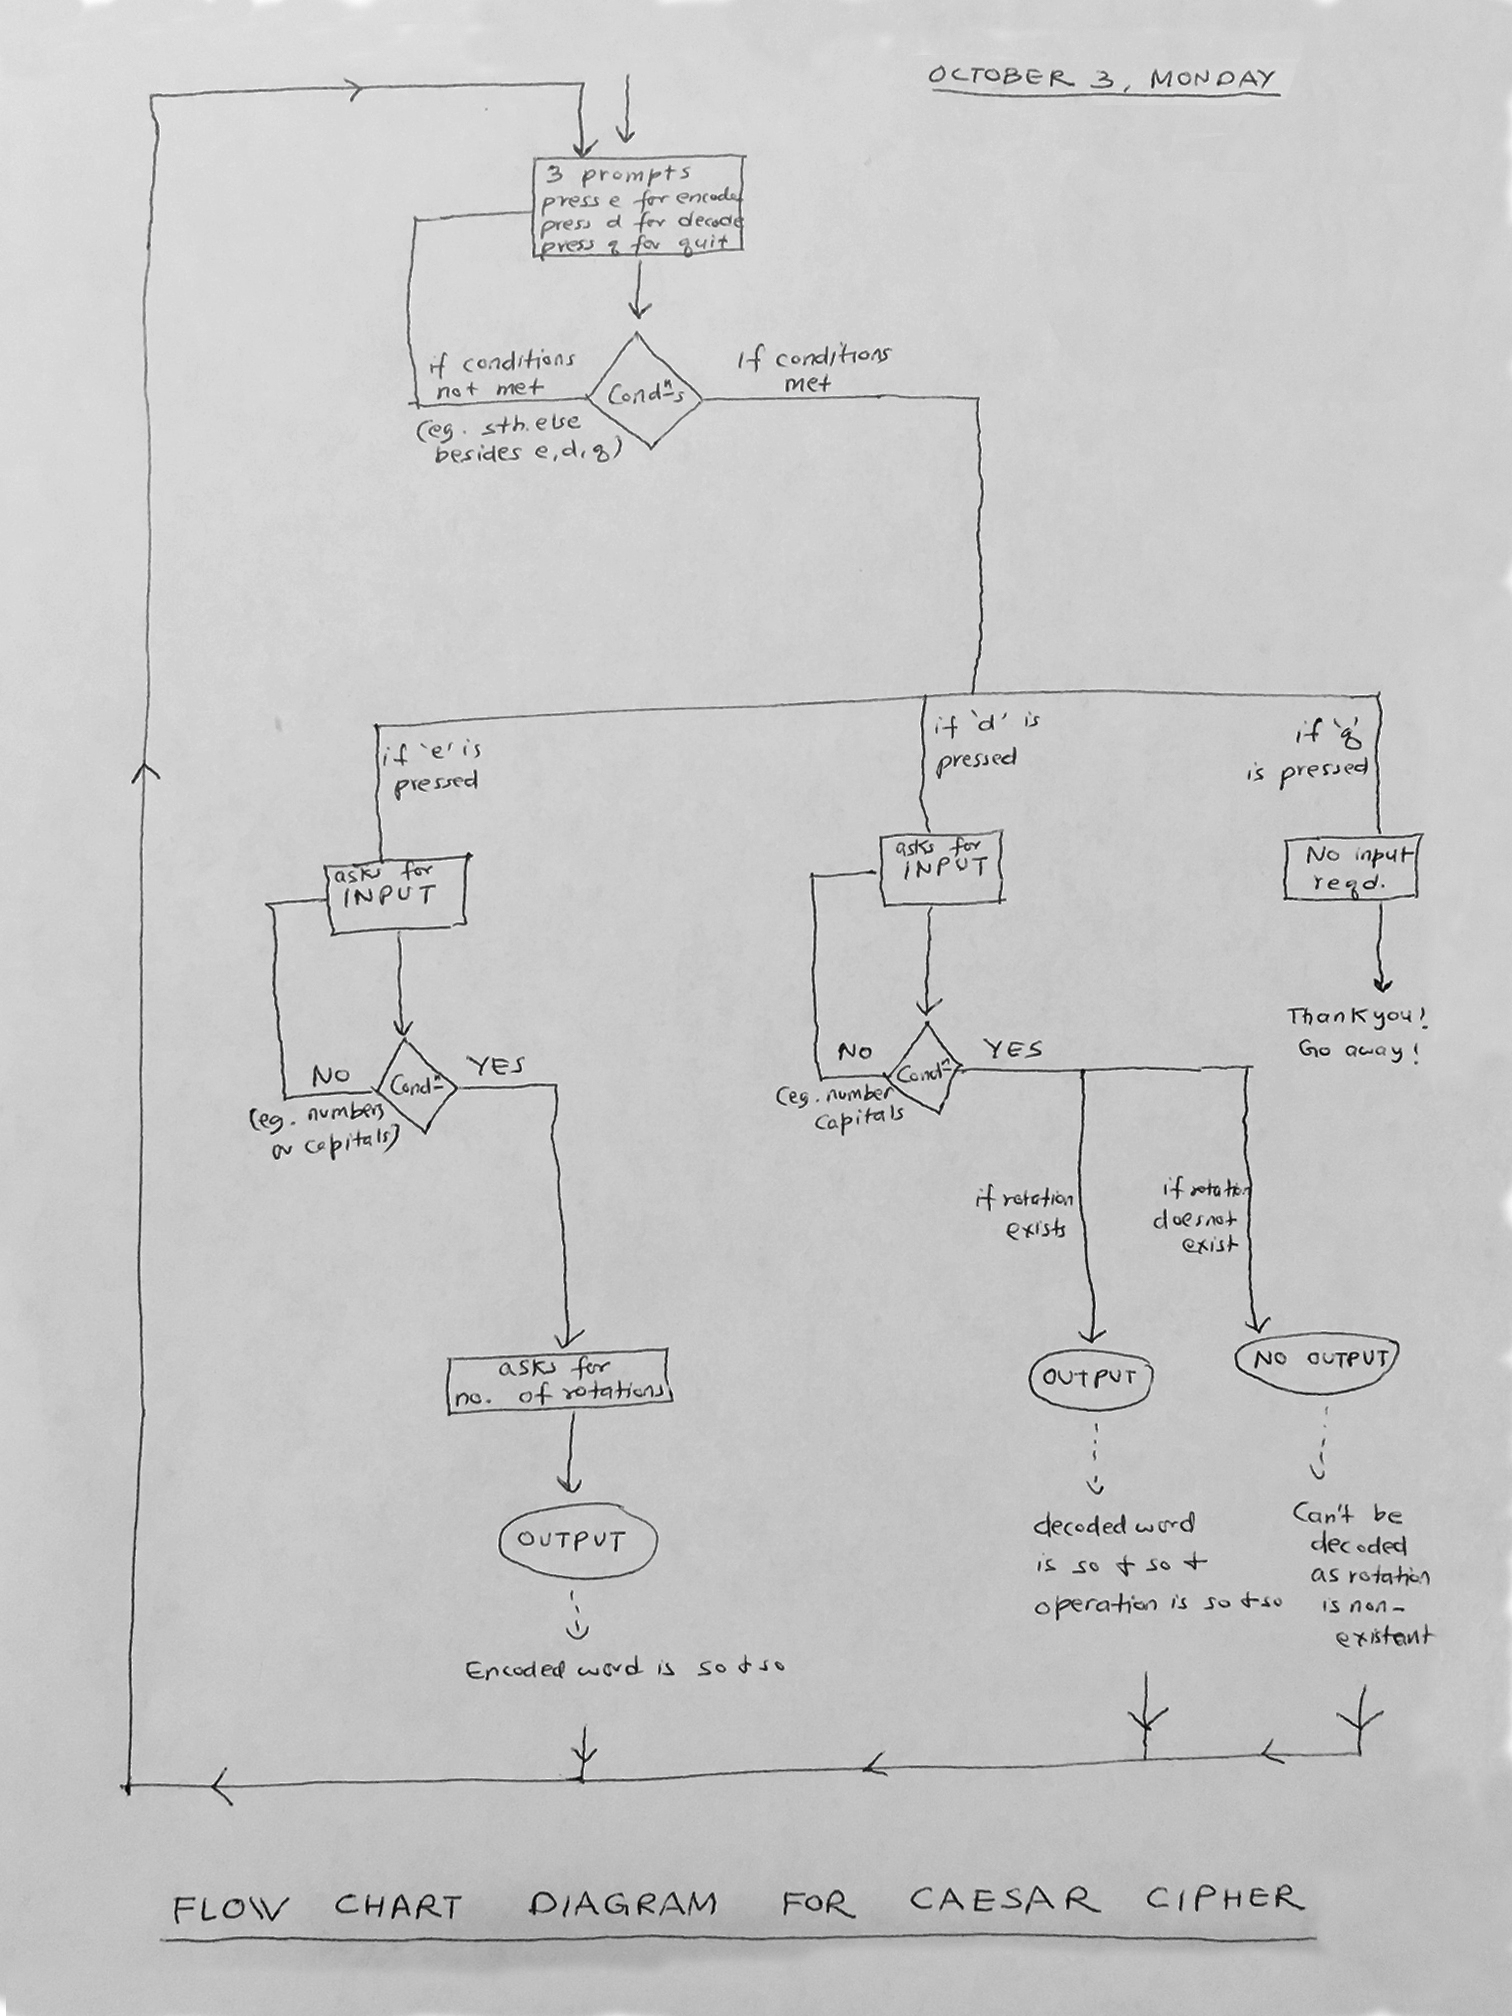 OCTOBER 3, MONDAY
3 prompts
press e for encode
press d for decode
press q for quit
if conditions
not met
(eg. sth. else
besides e, d, q)
Condⁿs
If conditions
met
if 'e' is
pressed
if 'd' is
pressed
if 'q'
is pressed
asks for
INPUT
asks for
INPUT
No input
reqd.
Thank you!
Go away!
NO
(eg. numbers
or capitals)
Condⁿ
YES
NO
(eg. number
capitals
Condⁿ
YES
if rotation
exists
if rotation
does not
exist
asks for
no. of rotations
OUTPUT
NO OUTPUT
OUTPUT
decoded word
is so & so &
operation is so & so
Can't be
decoded
as rotation
is non-
existant
Encoded word is so & so
FLOW CHART DIAGRAM FOR CAESAR CIPHER